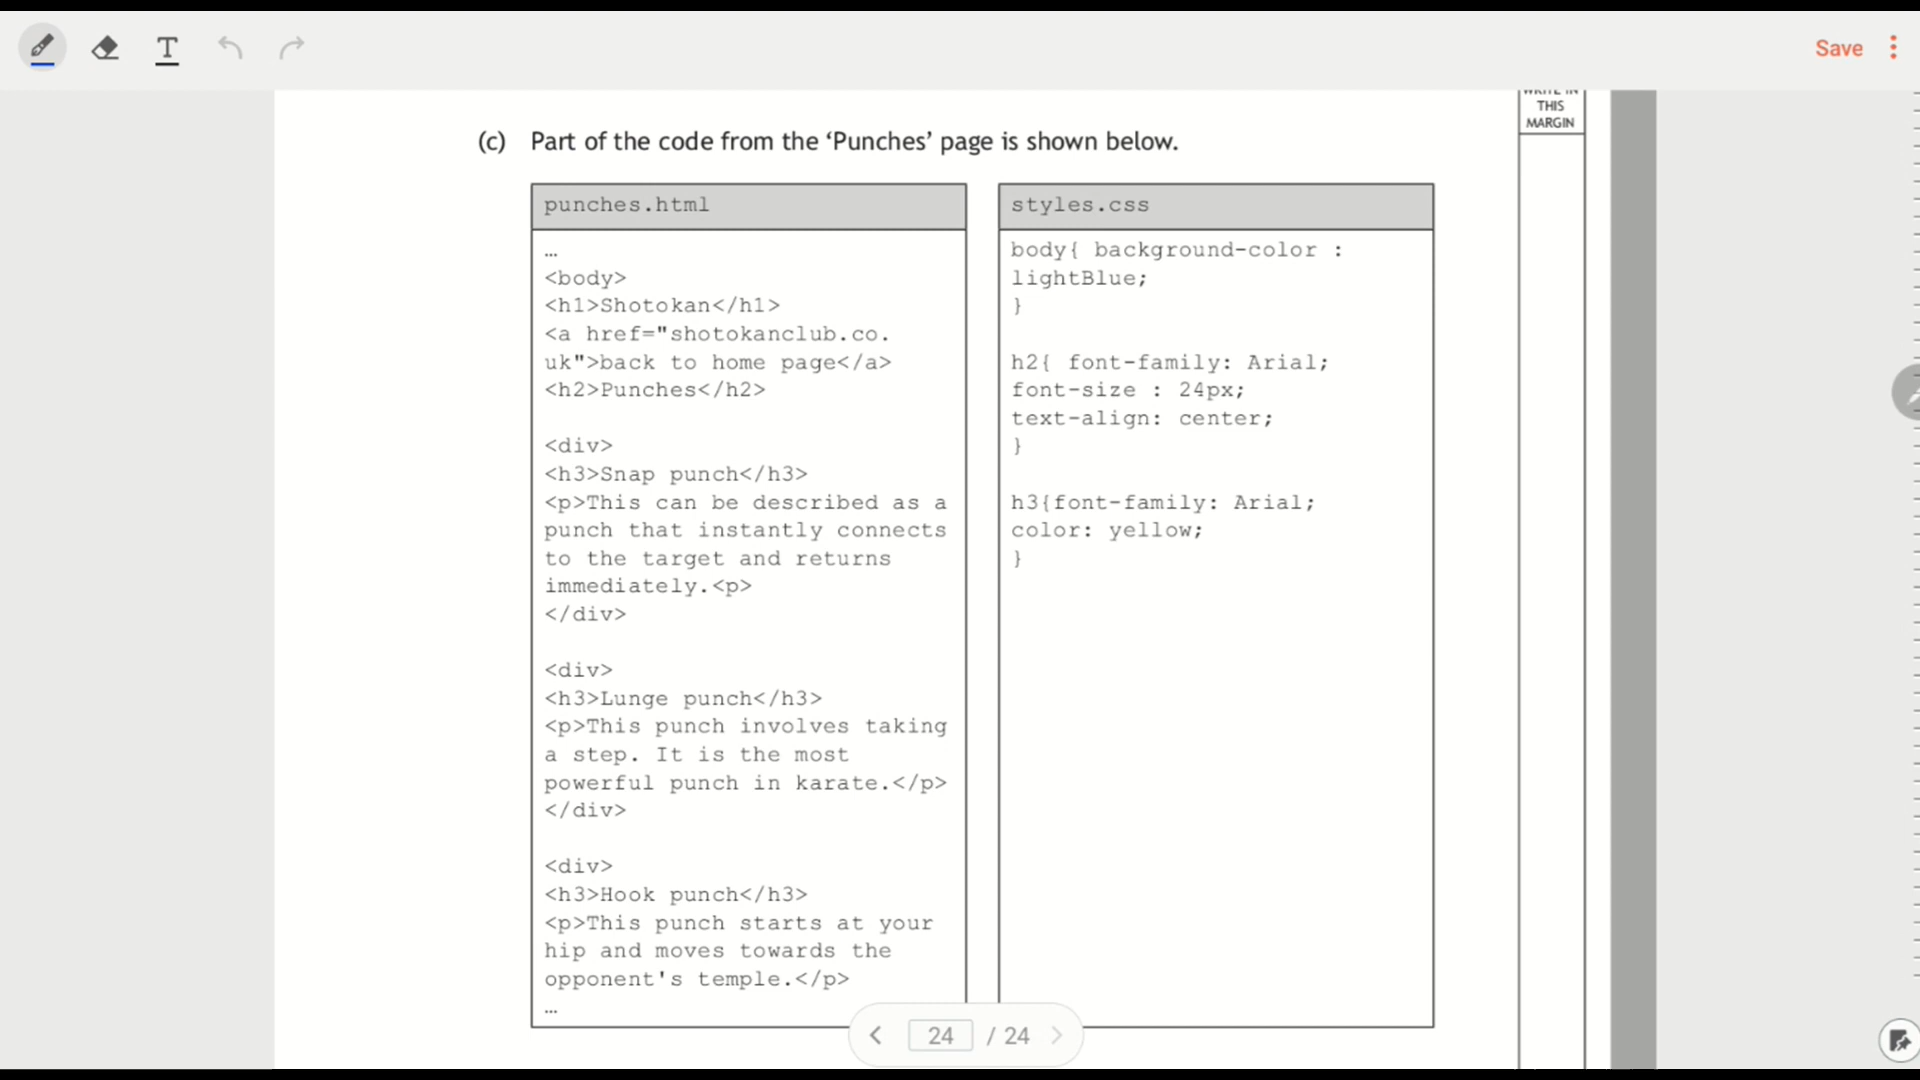 Save
WRITE IN
THIS
MARGIN
(c) Part of the code from the ‘Punches’ page is shown below.
punches.html
…
<body>
<h1>Shotokan</h1>
<a href="shotokanclub.co.
uk">back to home page</a>
<h2>Punches</h2>
<div>
<h3>Snap punch</h3>
<p>This can be described as a
punch that instantly connects
to the target and returns
immediately.<p>
</div>
<div>
<h3>Lunge punch</h3>
<p>This punch involves taking
a step. It is the most
powerful punch in karate.</p>
</div>
<div>
<h3>Hook punch</h3>
<p>This punch starts at your
hip and moves towards the
opponent's temple.</p>
…
styles.css
body{ background-color :
lightBlue;
}
h2{ font-family: Arial;
font-size : 24px;
text-align: center;
}
h3{font-family: Arial;
color: yellow;
}
24 / 24